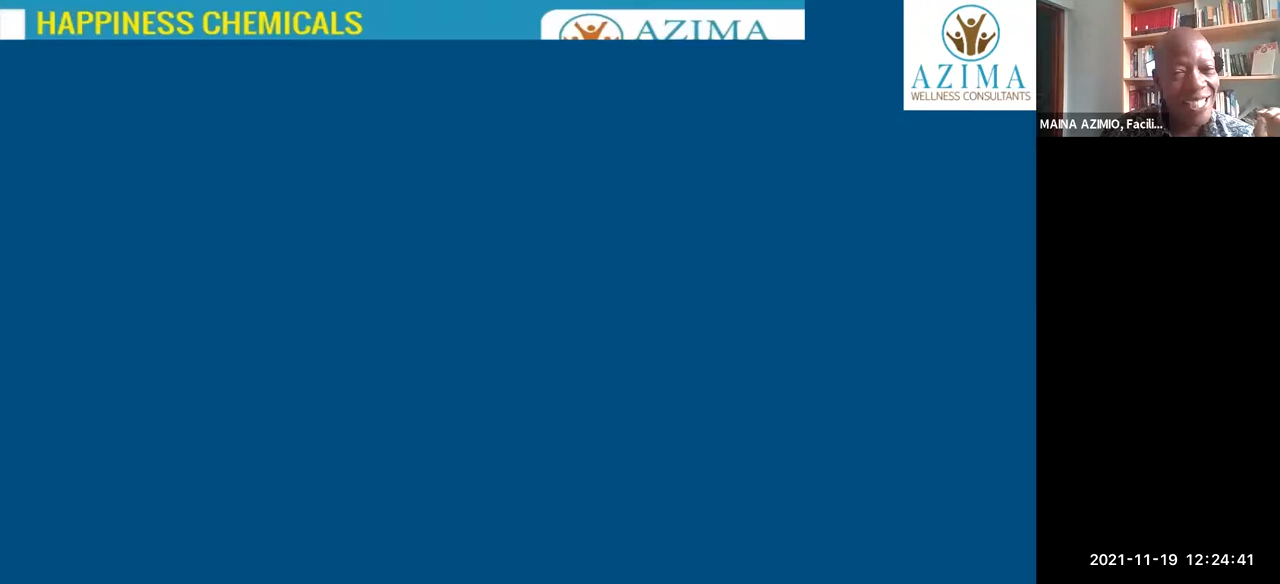 HAPPINESS CHEMICALS
AZIMA
AZIMA
WELLNESS CONSULTANTS
MAINA AZIMIO, Facili...
2021-11-19 12:24:41